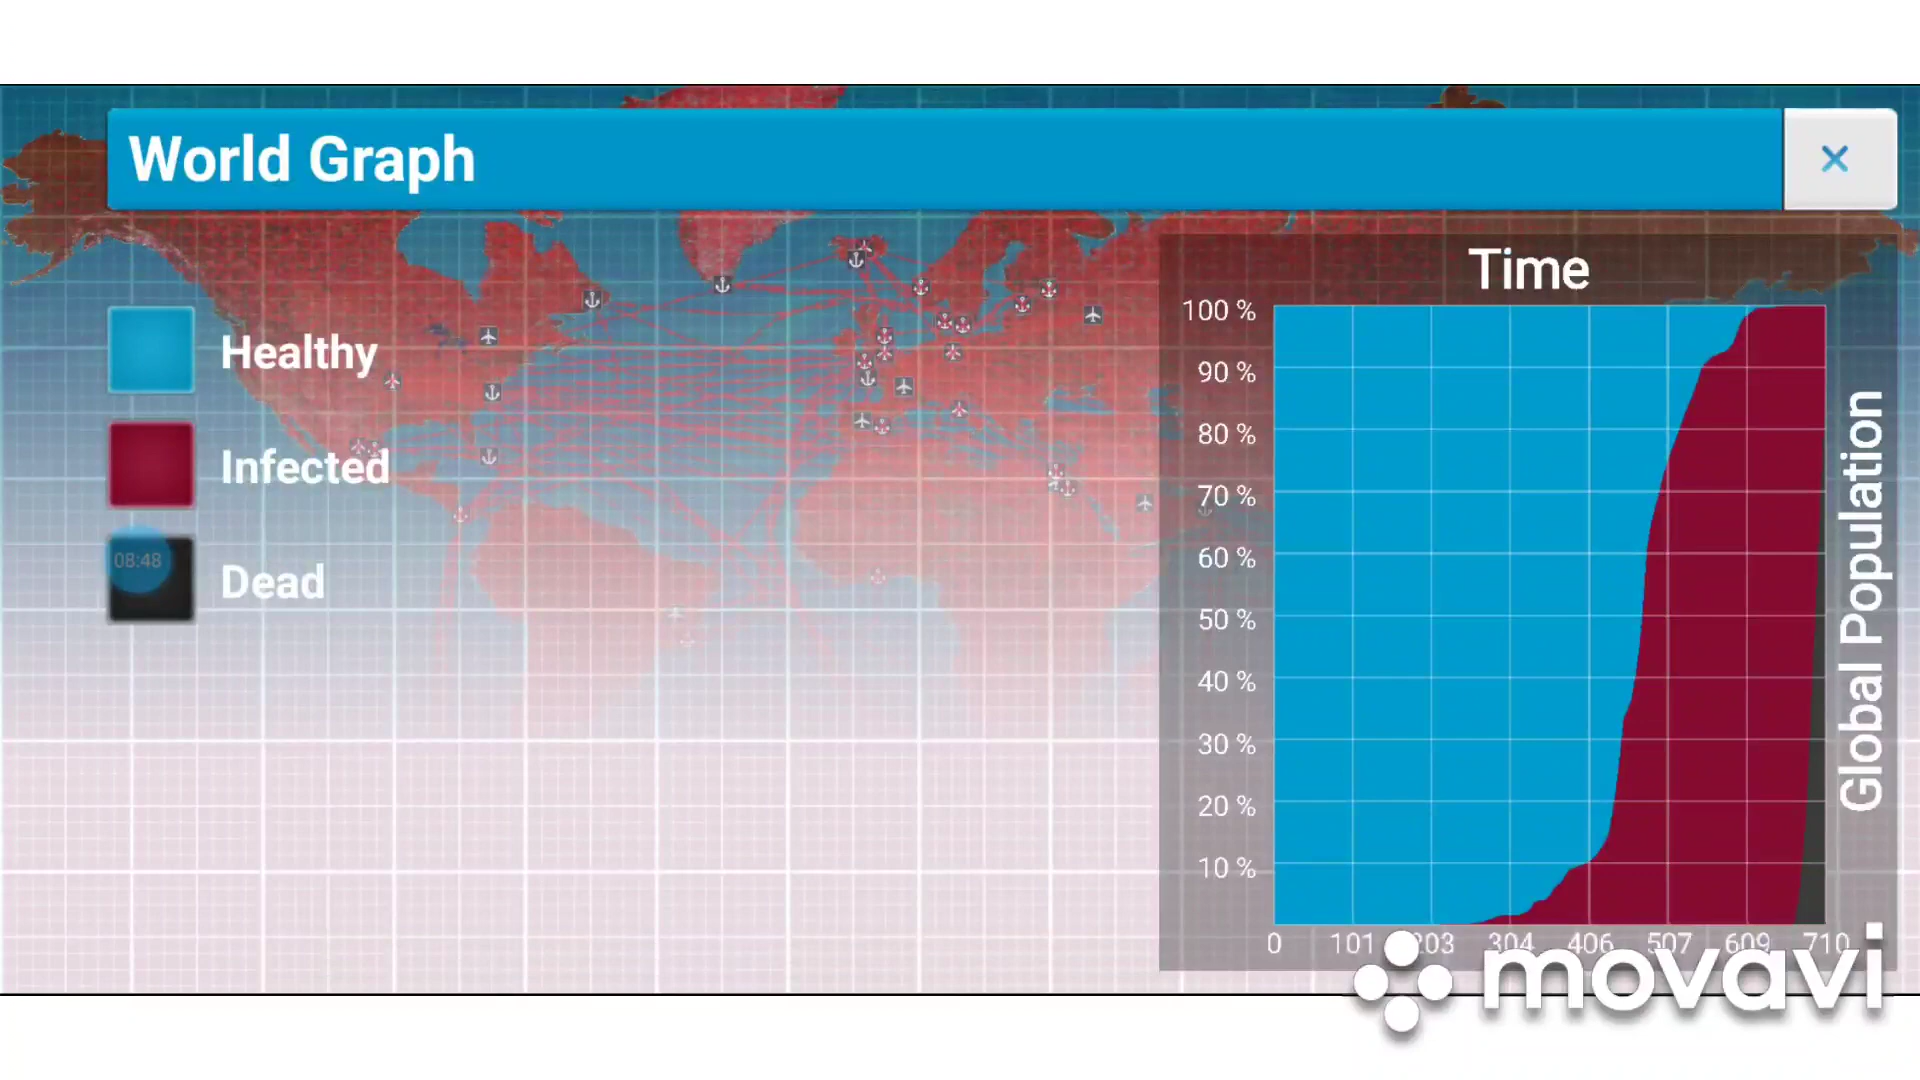 World Graph
×
Time
Healthy
Infected
08:48
Dead
100 %
90 %
80 %
70 %
60 %
50 %
40 %
30 %
20 %
10 %
0 101 203 304 406 507 609 710
Global Population
movavi